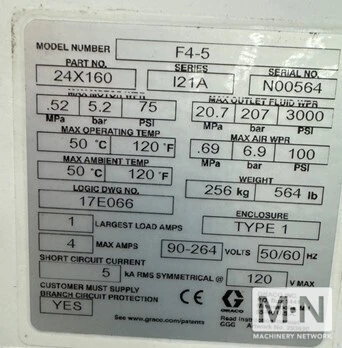 MODEL NUMBER F4-5
PART NO. SERIES SERIAL NO.
24X160 I21A N00564
MAX OUTLET FLUID WPR
.52 5.2 75 20.7 207 3000
MPa bar PSI MPa bar PSI
MAX OPERATING TEMP MAX AIR WPR
50 °C 120 °F .69 6.9 100
MAX AMBIENT TEMP MPa bar PSI
50 °C 120 °F WEIGHT
LOGIC DWG NO. 256 kg 564 lb
17E066 ENCLOSURE
1 LARGEST LOAD AMPS TYPE 1
4 MAX AMPS 90-264 VOLTS 50/60 HZ
SHORT CIRCUIT CURRENT
5 kA RMS SYMMETRICAL @ 120 V MAX
CUSTOMER MUST SUPPLY
BRANCH CIRCUIT PROTECTION
YES
CE
GRACO
See www.graco.com/patents
Read Inst
M N
MACHINERY NETWORK